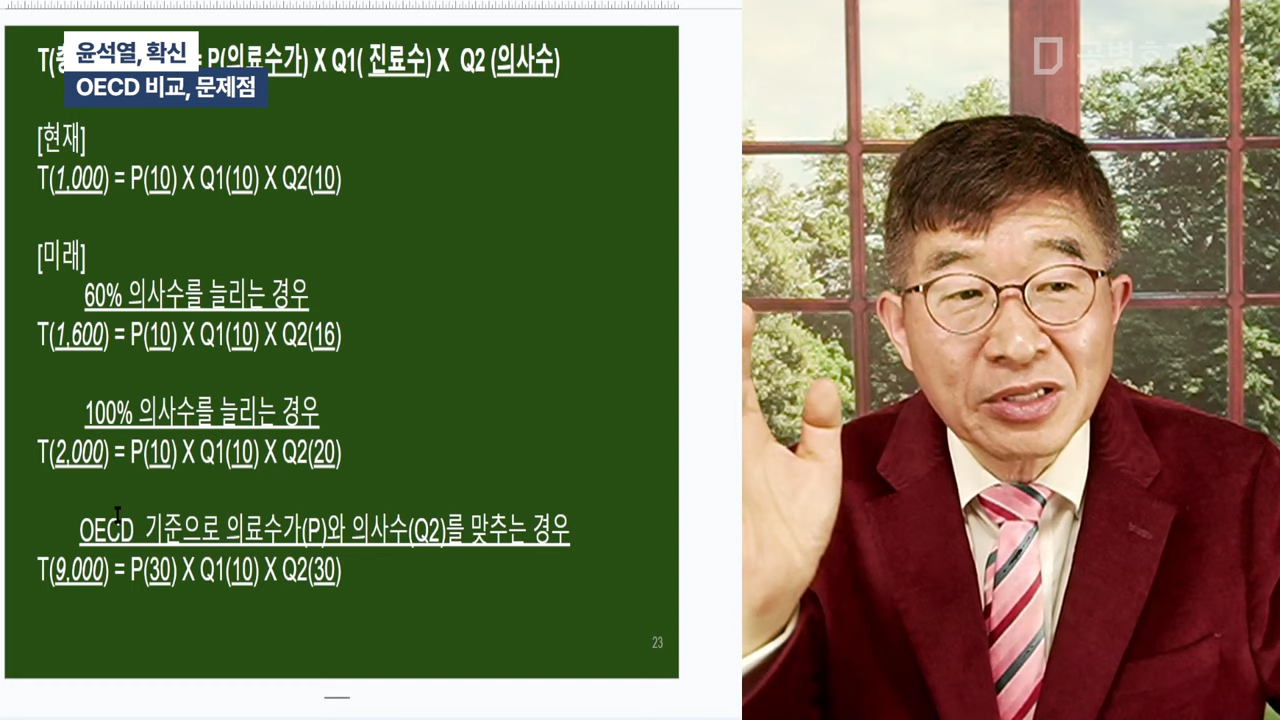 윤석열, 확신
OECD 비교, 문제점
T( = P(의료수가) X Q1( 진료수) X Q2 (의사수)
[현재]
T(1,000) = P(10) X Q1(10) X Q2(10)
[미래]
60% 의사수를 늘리는 경우
T(1,600) = P(10) X Q1(10) X Q2(16)
100% 의사수를 늘리는 경우
T(2,000) = P(10) X Q1(10) X Q2(20)
OECD 기준으로 의료수가(P)와 의사수(Q2)를 맞추는 경우
T(9,000) = P(30) X Q1(10) X Q2(30)
23